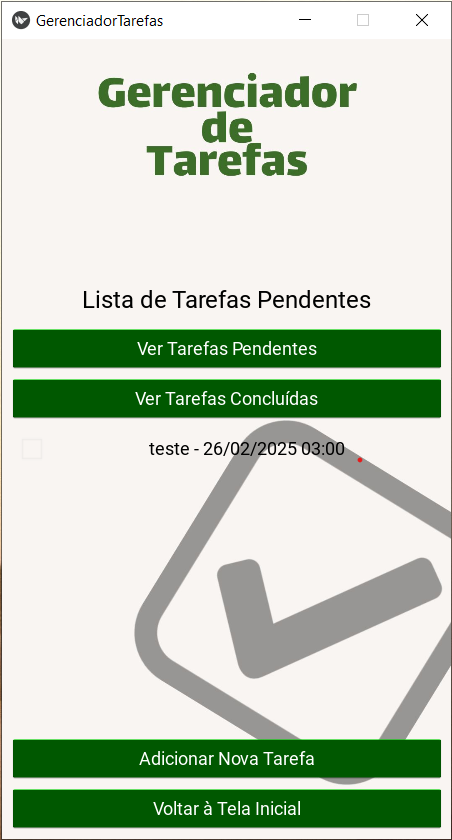 GerenciadorTarefas
Gerenciador
de
Tarefas
Lista de Tarefas Pendentes
Ver Tarefas Pendentes
Ver Tarefas Concluídas
teste - 26/02/2025 03:00
Adicionar Nova Tarefa
Voltar à Tela Inicial